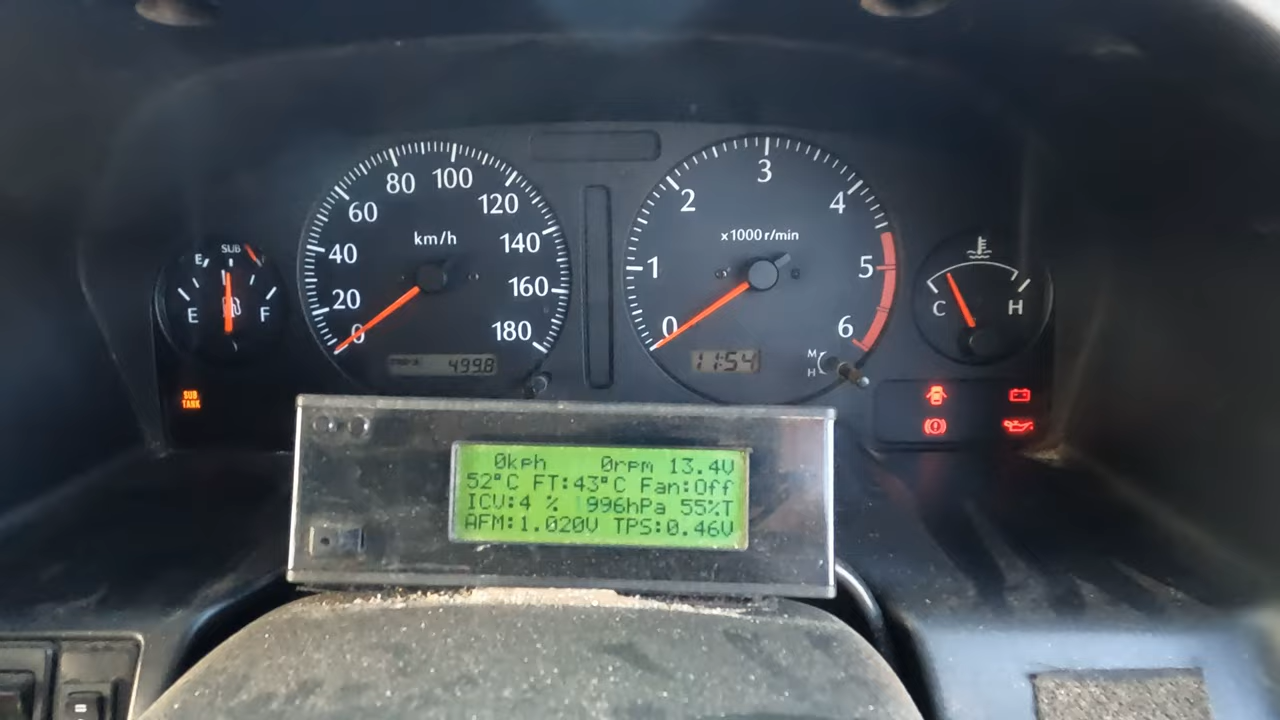 SUB
E
E F
SUB
TANK
0 20 40 60 80 100 120 140 160 180
km/h
499.8
0 1 2 3 4 5 6
x1000 r/min
11:54
M
H
C H
0kph 0rpm 13.4V
52°C FT:43°C Fan:Off
ICV:4 % 996hPa 55%T
AFM:1.020V TPS:0.46V